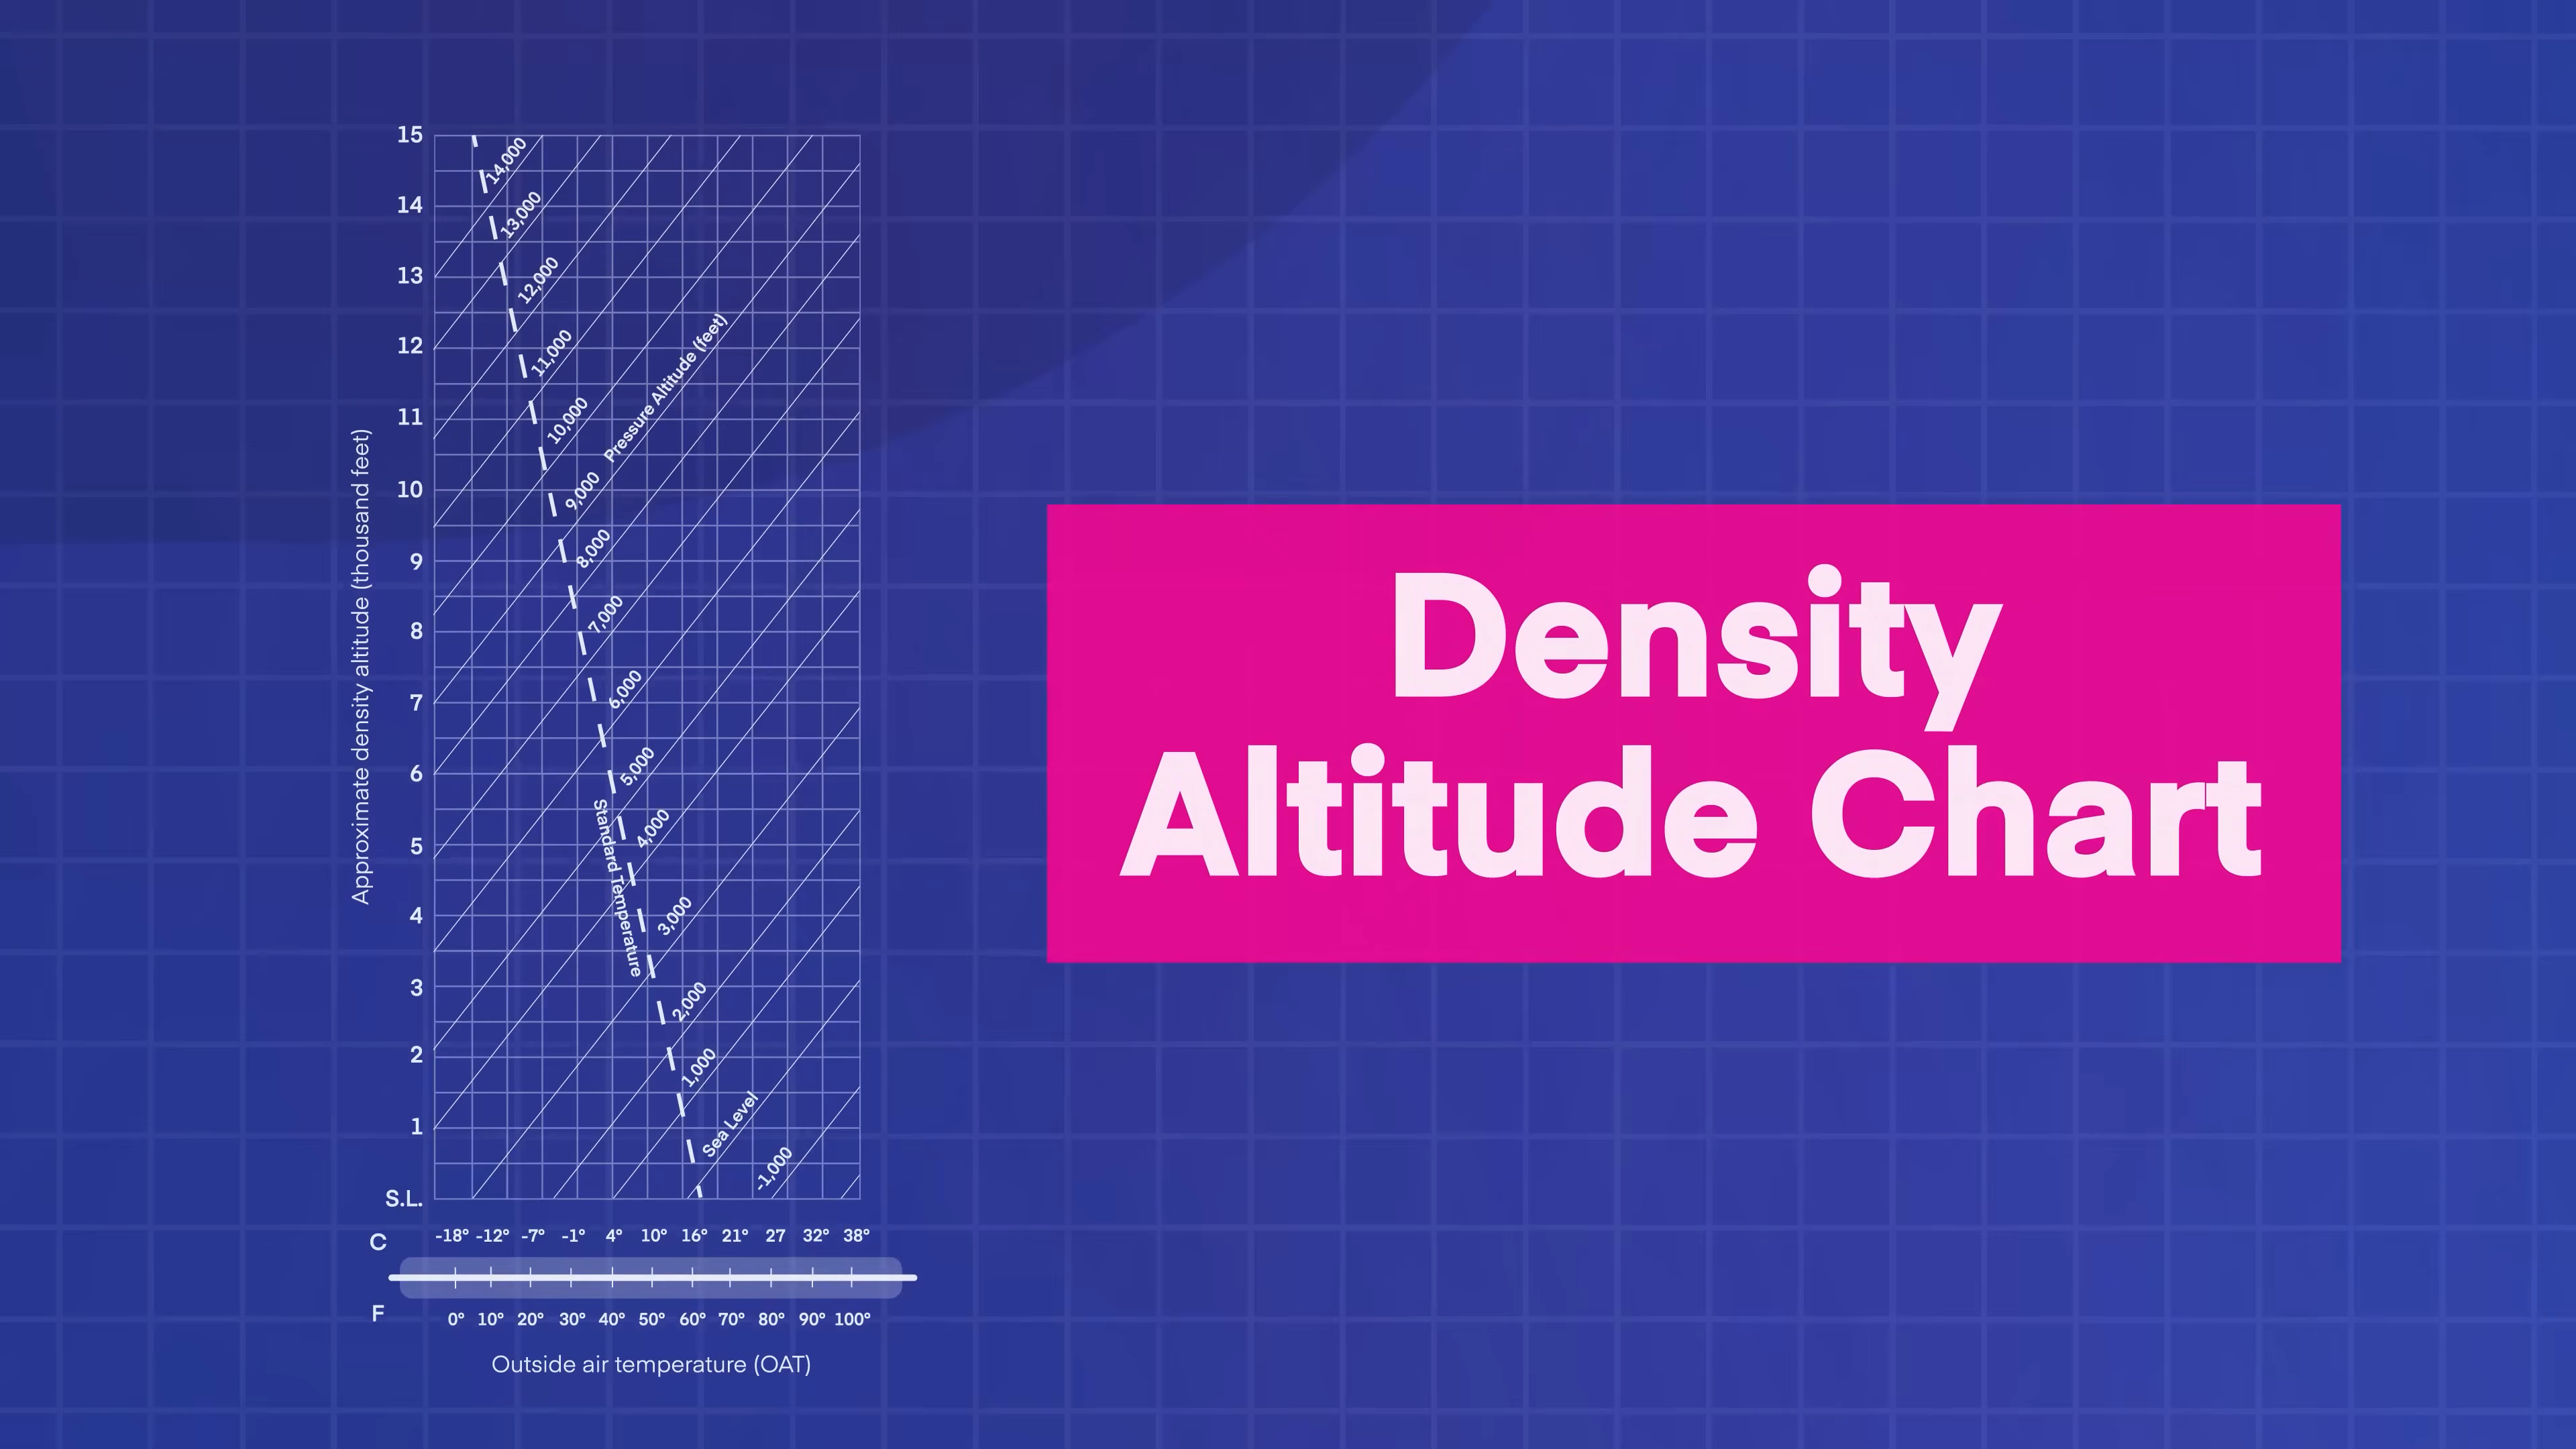 Density
Altitude Chart
Approximate density altitude (thousand feet)
15
14
13
12
11
10
9
8
7
6
5
4
3
2
1
S.L.
14,000
13,000
12,000
11,000
10,000
Pressure Altitude (feet)
9,000
8,000
7,000
6,000
5,000
4,000
Standard Temperature
3,000
2,000
1,000
Sea Level
-1,000
C
-18° -12° -7° -1° 4° 10° 16° 21° 27 32° 38°
F
0° 10° 20° 30° 40° 50° 60° 70° 80° 90° 100°
Outside air temperature (OAT)